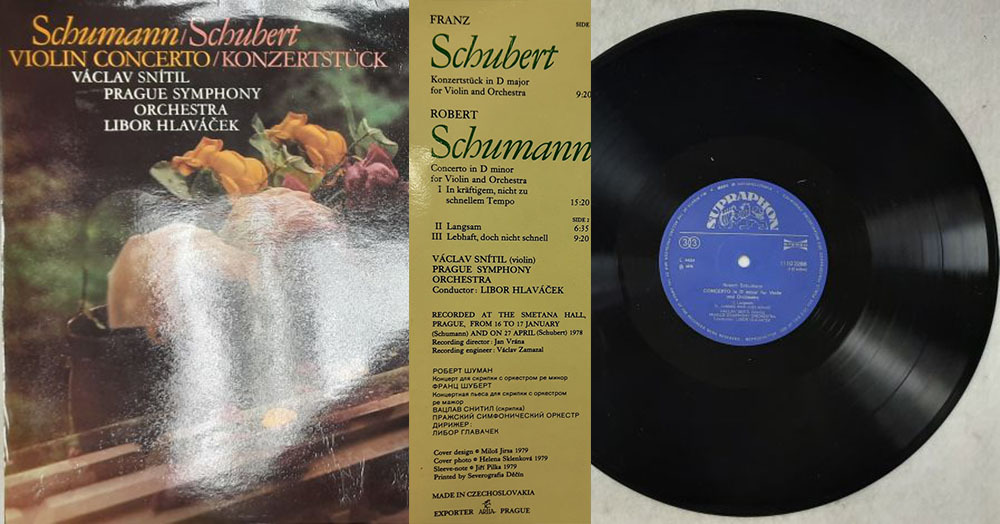 Schumann/Schubert
VIOLIN CONCERTO/KONZERTSTÜCK
VÁCLAV SNÍTIL
PRAGUE SYMPHONY
ORCHESTRA
LIBOR HLAVÁČEK
FRANZ SIDE
Schubert
Konzertstück in D major
for Violin and Orchestra 9:20
ROBERT
Schumann
Concerto in D minor
for Violin and Orchestra
I In kräftigem, nicht zu
schnellem Tempo 15:20
SIDE 2
II Langsam 6:35
III Lebhaft, doch nicht schnell 9:20
VÁCLAV SNÍTIL (violin)
PRAGUE SYMPHONY
ORCHESTRA
Conductor: LIBOR HLAVÁČEK
RECORDED AT THE SMETANA HALL,
PRAGUE, FROM 16 TO 17 JANUARY
(Schumann) AND ON 27 APRIL (Schubert) 1978
Recording director: Jan Vrána
Recording engineer: Václav Zamazal
РОБЕРТ ШУМАН
Концерт для скрипки с оркестром ре минор
ФРАНЦ ШУБЕРТ
Концертная пьеса для скрипки с оркестром
ре мажор
ВАЦЛАВ СНИТИЛ (скрипка)
ПРАЖСКИЙ СИМФОНИЧЕСКИЙ ОРКЕСТР
ДИРИЖЕР:
ЛИБОР ГЛАВАЧЕК
Cover design ● Miloš Jirsa 1979
Cover photo ● Helena Sklenková 1979
Sleeve-note ● Jiří Pilka 1979
Printed by Severografia Děčín
MADE IN CZECHOSLOVAKIA
EXPORTER ARTIA PRAGUE
SUPRAPHON
33
STEREO
Robert Schumann
CONCERTO in D minor for Violin
and Orchestra